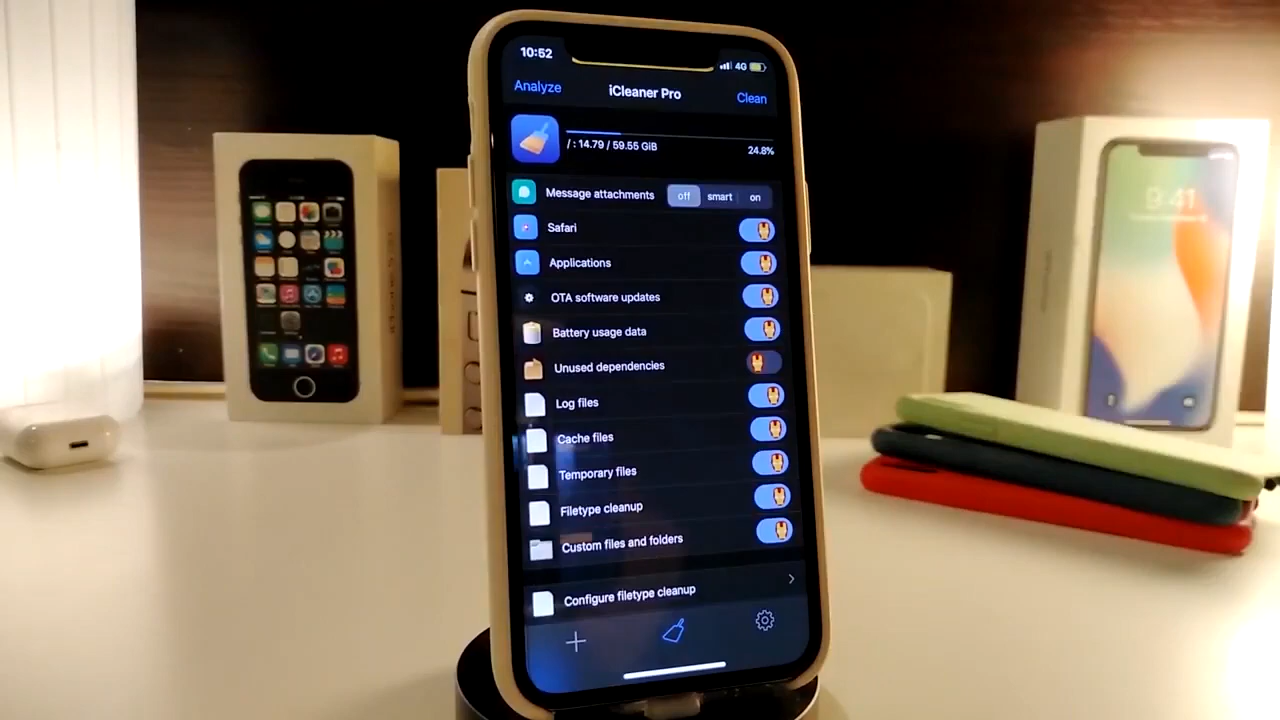 10:52
4G
Analyze
iCleaner Pro
Clean
/ : 14.79 / 59.55 GiB
24.8%
Message attachments
off smart on
Safari
Applications
OTA software updates
Battery usage data
Unused dependencies
Log files
Cache files
Temporary files
Filetype cleanup
Custom files and folders
Configure filetype cleanup
9:41